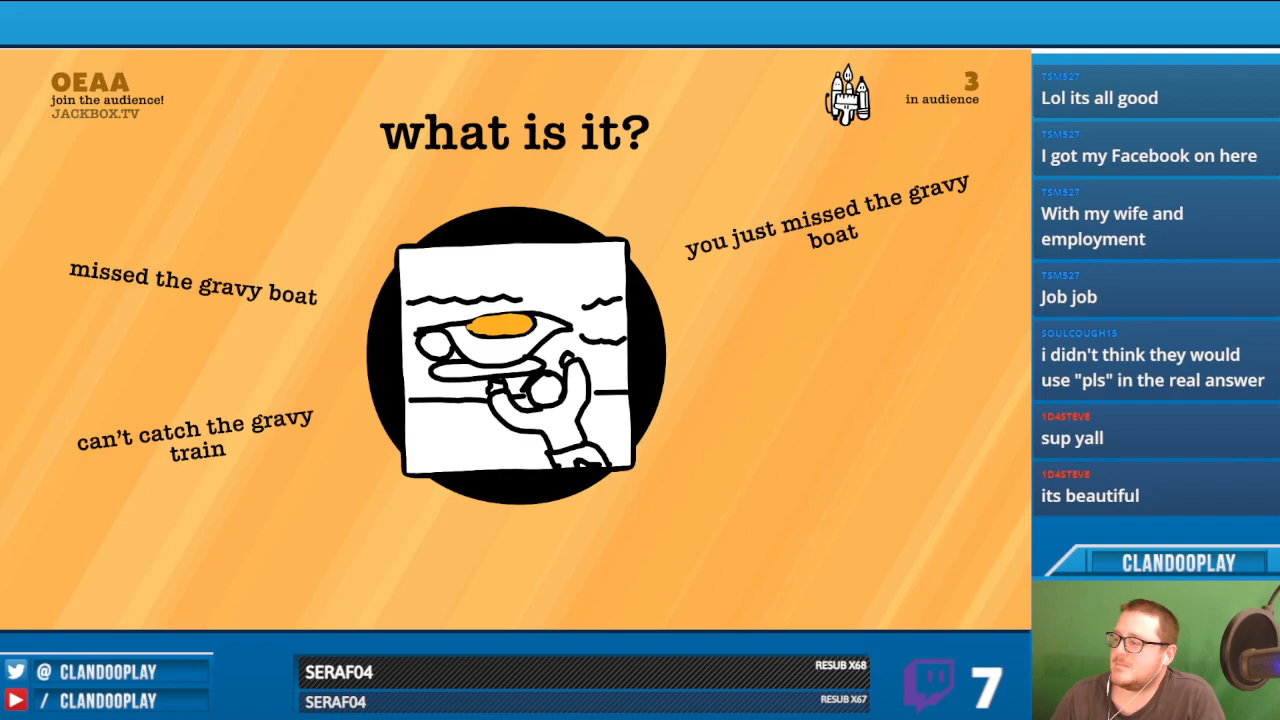 OEAA
join the audience!
JACKBOX.TV
3
in audience
what is it?
you just missed the gravy
boat
missed the gravy boat
can't catch the gravy
train
TSM527
Lol its all good
TSM527
I got my Facebook on here
TSM527
With my wife and
employment
TSM527
Job job
SOULCOUGH15
i didn't think they would
use "pls" in the real answer
1D4STEVE
sup yall
1D4STEVE
its beautiful
CLANDOOPLAY
@ CLANDOOPLAY
/ CLANDOOPLAY
SERAF04
RESUB X68
SERAF04
RESUB X67
7